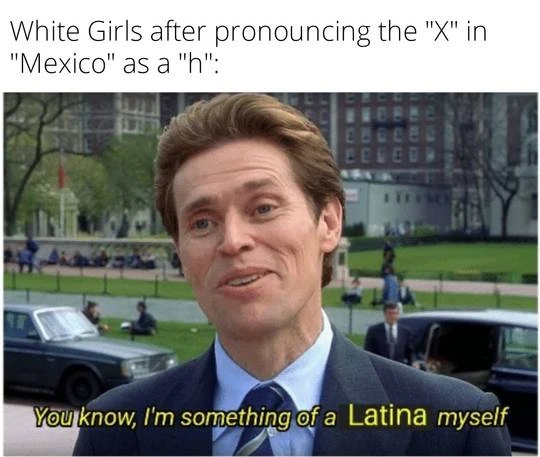 White Girls after pronouncing the "X" in
"Mexico" as a "h":
You know, I'm something of a Latina myself